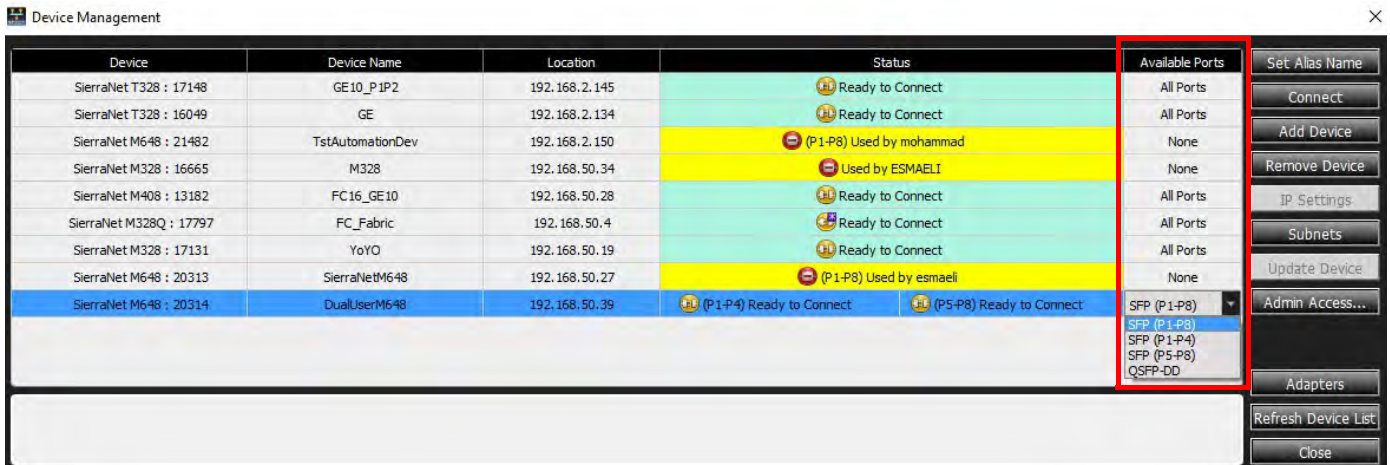 Device Management
Device Device Name Location Status Available Ports
SierraNet T328 : 17148 GE10_P1P2 192.168.2.145 Ready to Connect All Ports
SierraNet T328 : 16049 GE 192.168.2.134 Ready to Connect All Ports
SierraNet M648 : 21482 TstAutomationDev 192.168.2.150 (P1-P8) Used by mohammad None
SierraNet M328 : 16665 M328 192.168.50.34 Used by ESMAELI None
SierraNet M408 : 13182 FC16_GE10 192.168.50.28 Ready to Connect All Ports
SierraNet M328Q : 17797 FC_Fabric 192.168.50.4 Ready to Connect All Ports
SierraNet M328 : 17131 YoYO 192.168.50.19 Ready to Connect All Ports
SierraNet M648 : 20313 SierraNetM648 192.168.50.27 (P1-P8) Used by esmaeli None
SierraNet M648 : 20314 DualUserM648 192.168.50.39 (P1-P4) Ready to Connect (P5-P8) Ready to Connect SFP (P1-P8)
SFP (P1-P8)
SFP (P1-P4)
SFP (P5-P8)
QSFP-DD
Set Alias Name
Connect
Add Device
Remove Device
IP Settings
Subnets
Update Device
Admin Access...
Adapters
Refresh Device List
Close